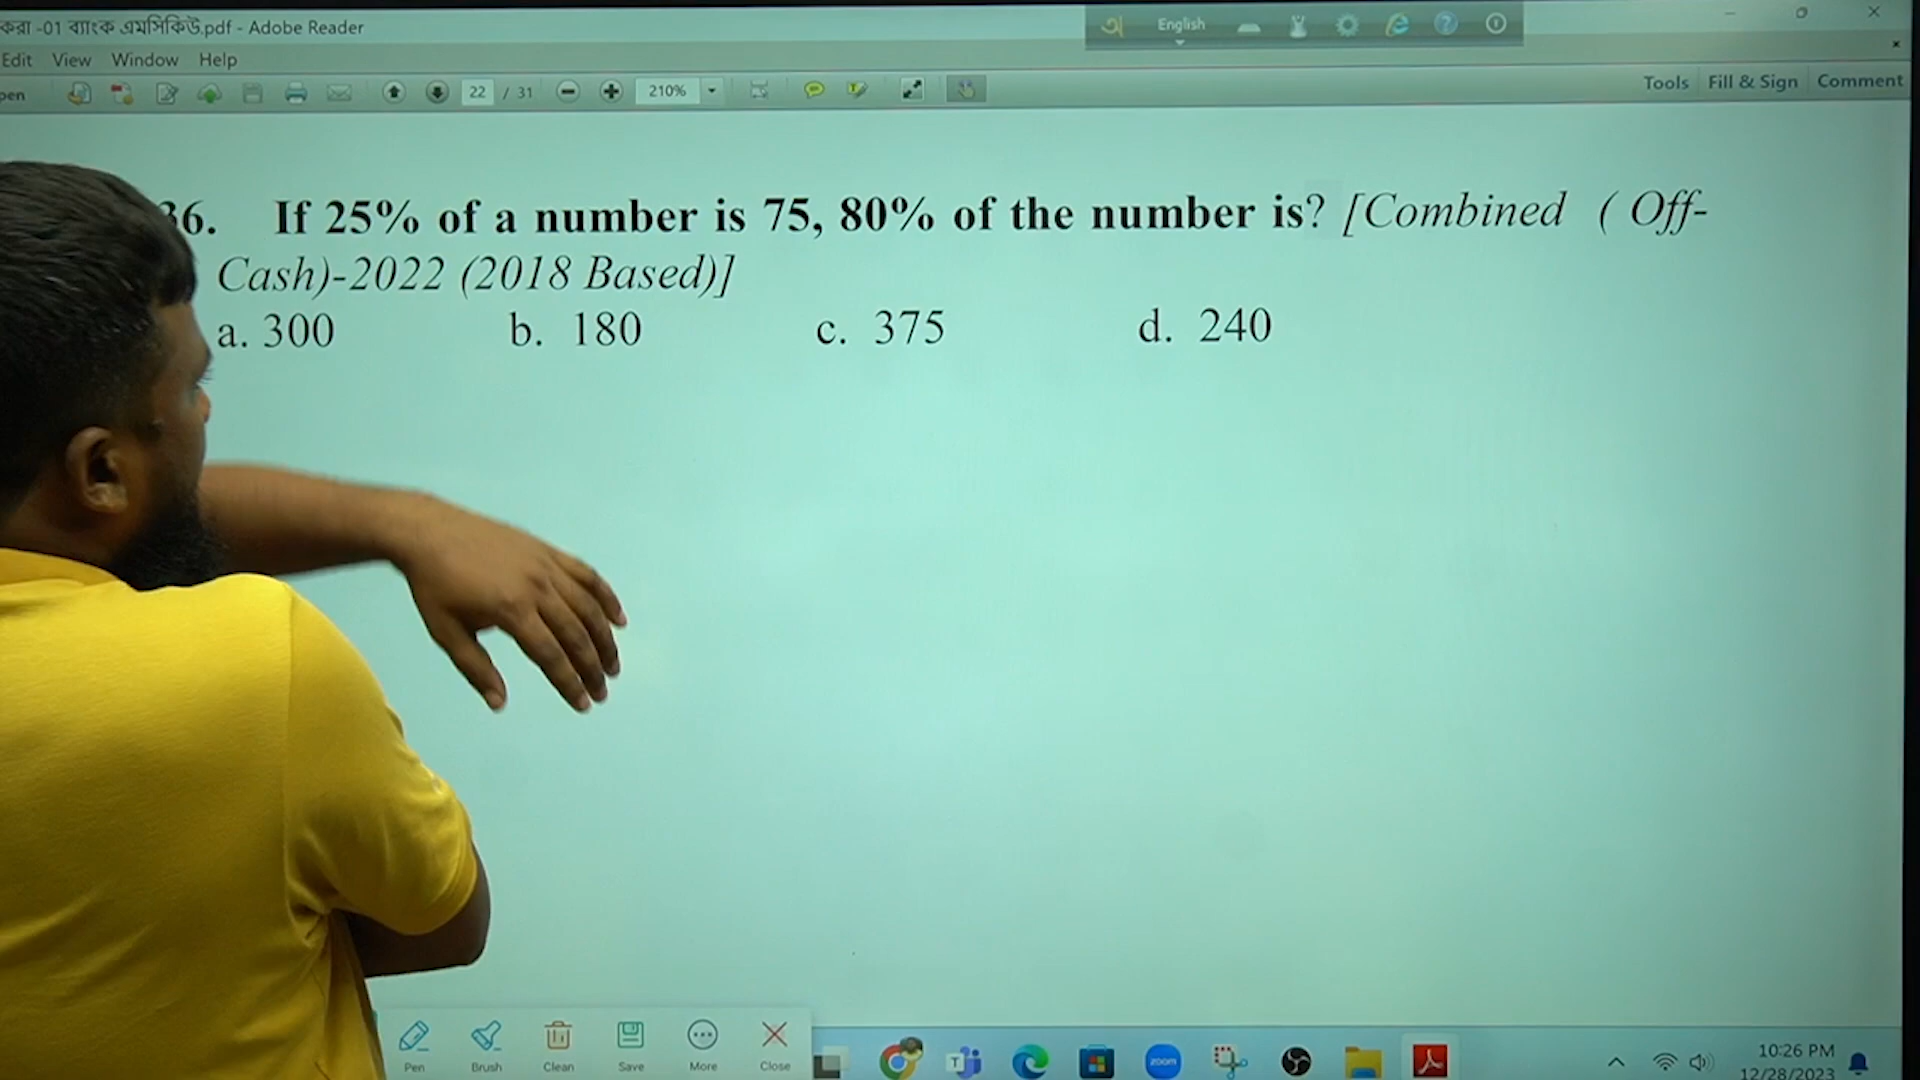 করা -01 ব্যাংক এমসিকিউ.pdf - Adobe Reader
English
Edit View Window Help
pen 22 / 31 210% Tools Fill & Sign Comment
36. If 25% of a number is 75, 80% of the number is? [Combined ( Off-
Cash)-2022 (2018 Based)]
a. 300 b. 180 c. 375 d. 240
Pen Brush Clean Save More Close
zoom
10:26 PM
12/28/2023